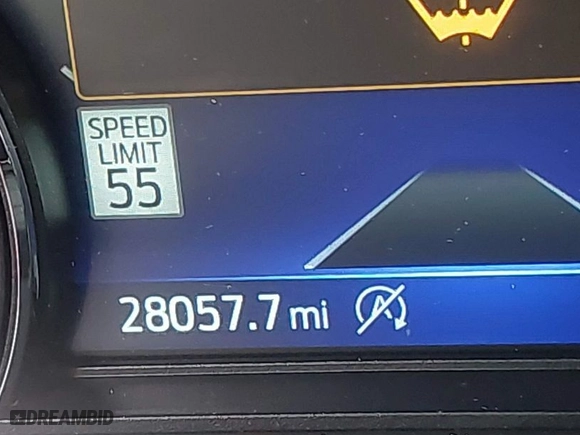 SPEED
LIMIT
55
28057.7 mi
DREAMBID